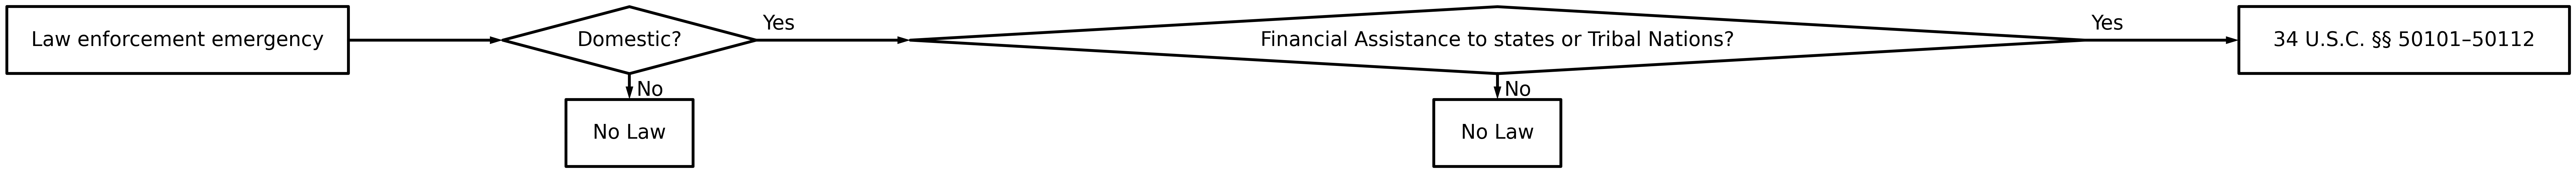 Law enforcement emergency
Domestic?
Yes
Financial Assistance to states or Tribal Nations?
Yes
34 U.S.C. §§ 50101–50112
No
No Law
No
No Law